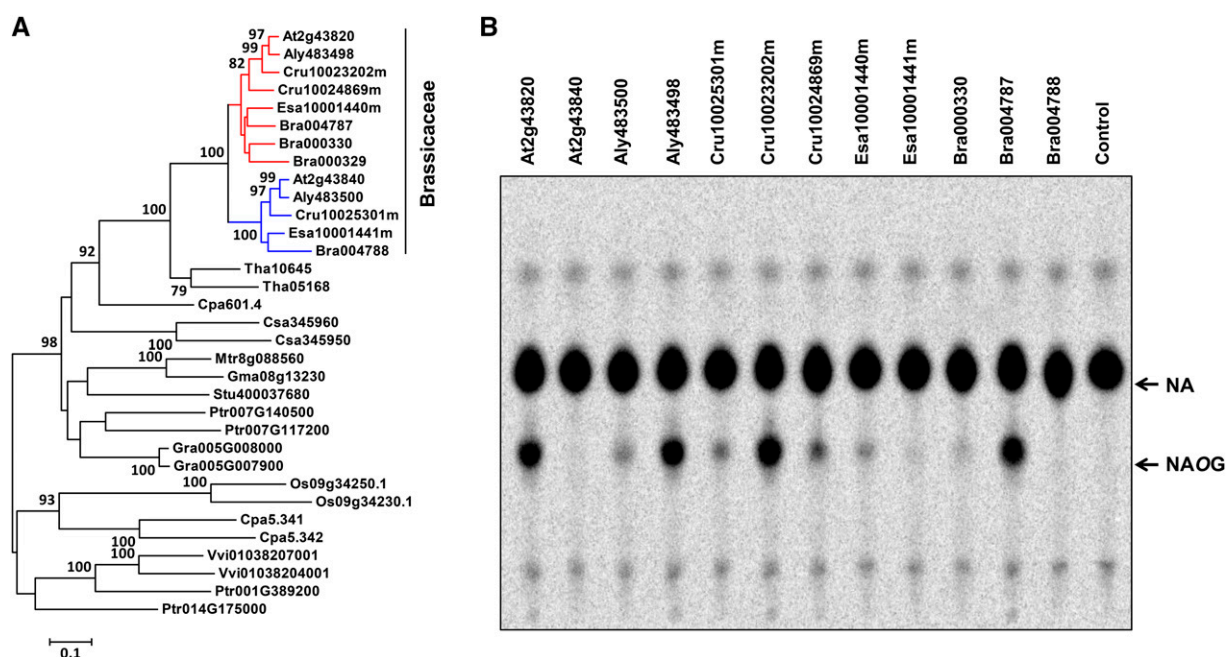 A
97
At2g43820
99
Aly483498
82
Cru10023202m
Cru10024869m
Esa10001440m
Bra004787
Bra000330
100
Bra000329
99
At2g43840
97
Aly483500
Cru10025301m
100
Esa10001441m
Bra004788
Brassicaceae
100
92
Tha10645
79
Tha05168
Cpa601.4
Csa345960
98
100
Csa345950
100
Mtr8g088560
Gma08g13230
Stu400037680
Ptr007G140500
Ptr007G117200
Gra005G008000
100
Gra005G007900
100
Os09g34250.1
93
Os09g34230.1
Cpa5.341
100
Cpa5.342
100
Vvi01038207001
100
Vvi01038204001
Ptr001G389200
Ptr014G175000
0.1
B
At2g43820
At2g43840
Aly483500
Aly483498
Cru10025301m
Cru10023202m
Cru10024869m
Esa10001440m
Esa10001441m
Bra000330
Bra004787
Bra004788
Control
← NA
← NAOG